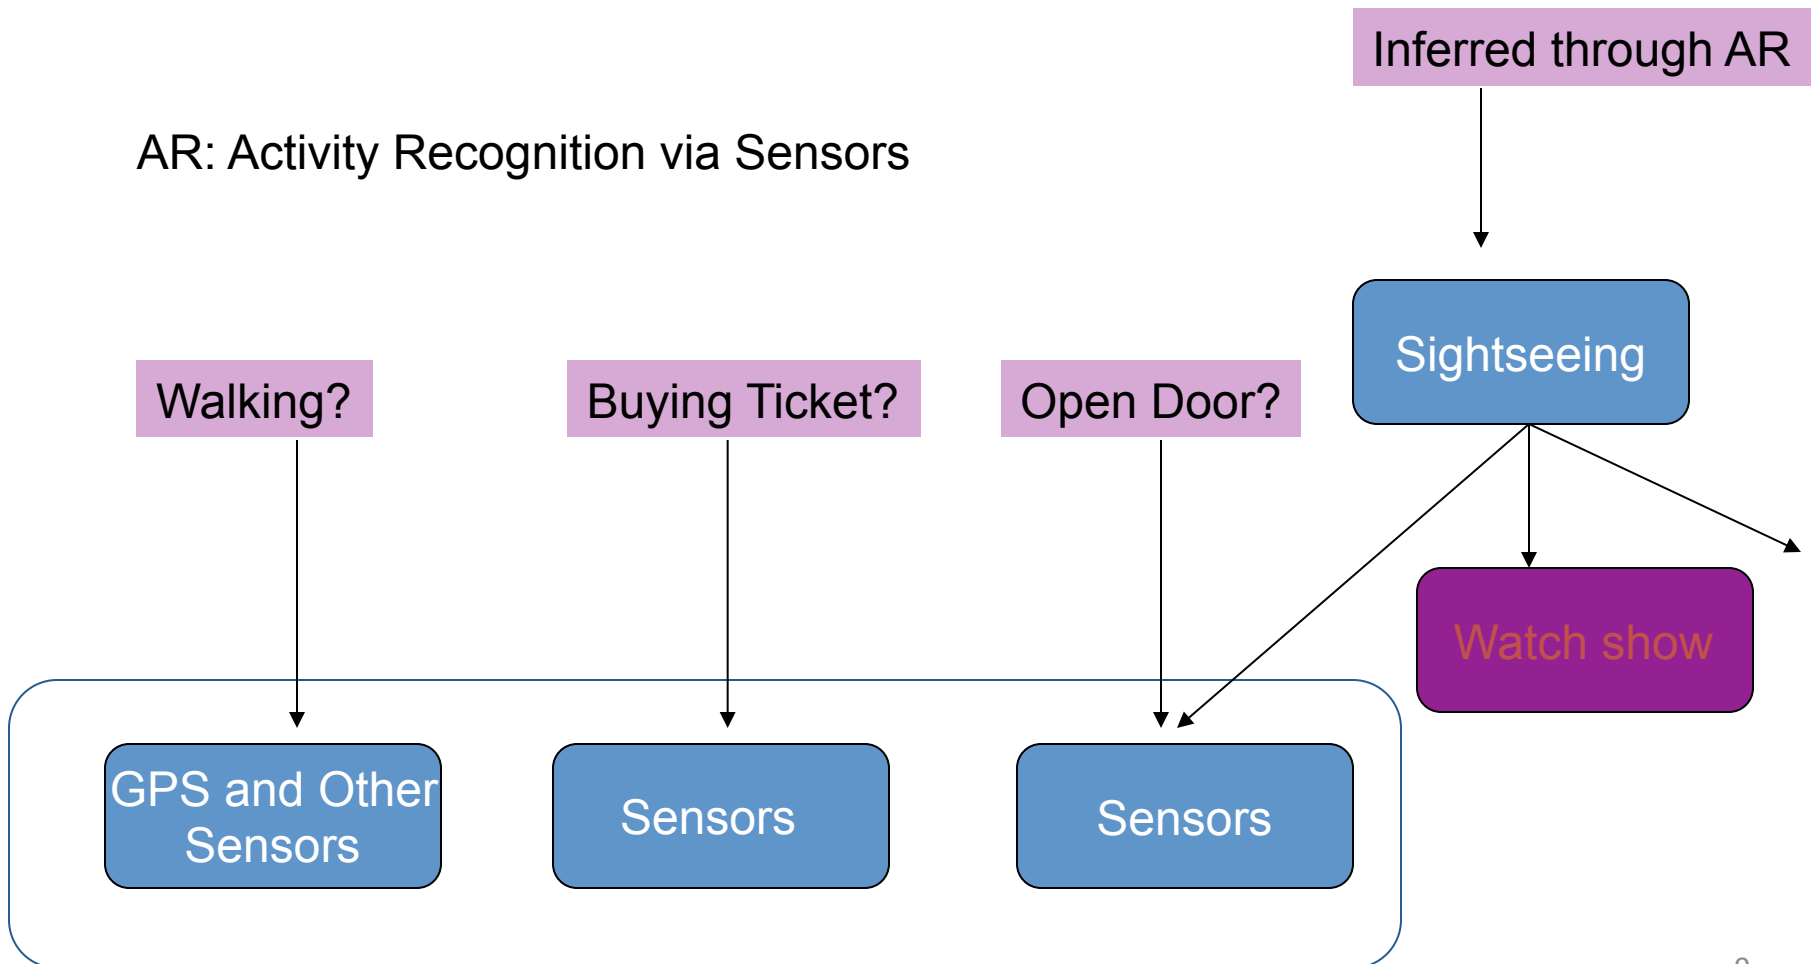 Inferred through AR
AR: Activity Recognition via Sensors
Sightseeing
Walking?
Buying Ticket?
Open Door?
Watch show
GPS and Other
Sensors
Sensors
Sensors